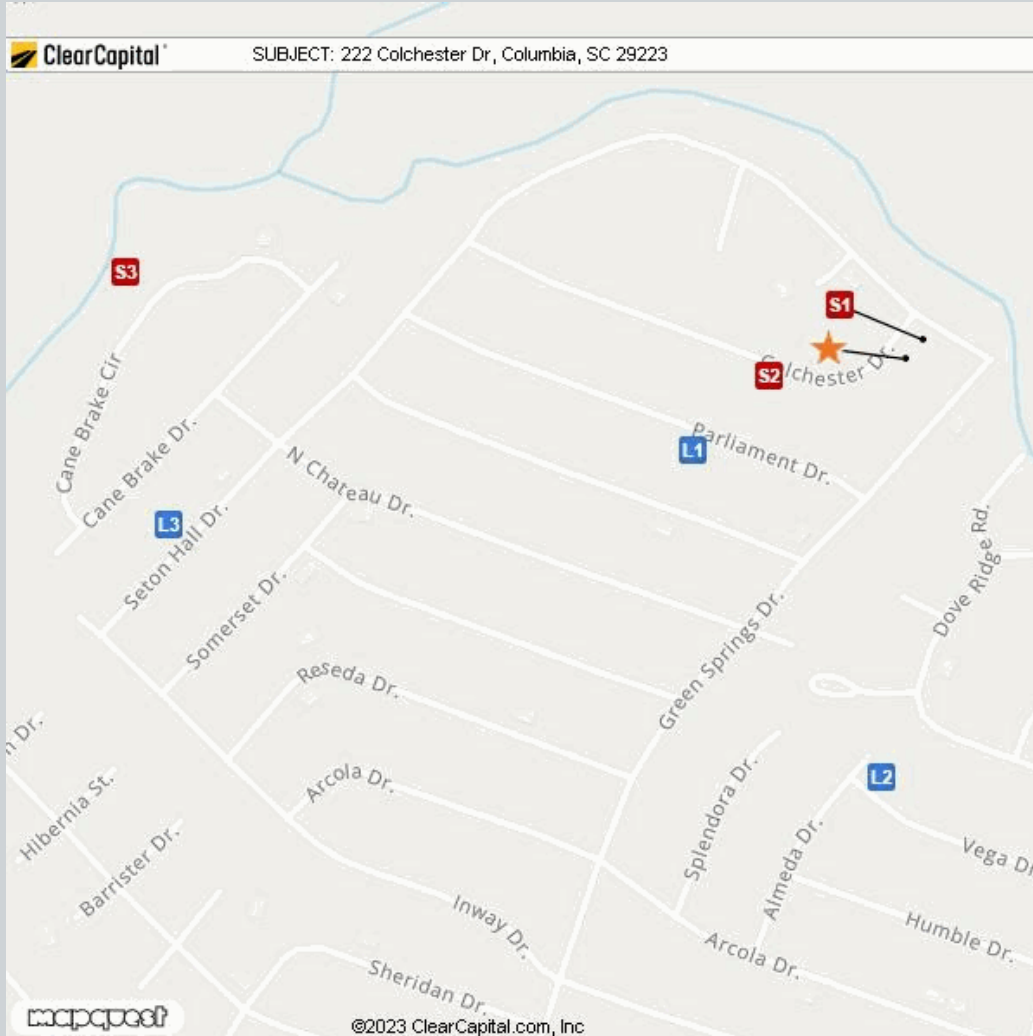 ClearCapital
SUBJECT: 222 Colchester Dr, Columbia, SC 29223
S3
S1
S2
Colchester Dr.
Cane Brake Cir
L1
Parliament Dr.
Cane Brake Dr.
N Chateau Dr.
L3
Seton Hall Dr.
Dove Ridge Rd.
Somerset Dr.
Green Springs Dr.
Reseda Dr.
n Dr.
Arcola Dr.
L2
Splendora Dr.
Hibernia St.
Vega Dr
Almeda Dr.
Barrister Dr.
Inway Dr.
Humble Dr.
Arcola Dr.
Sheridan Dr.
mapquest
©2023 ClearCapital.com, Inc